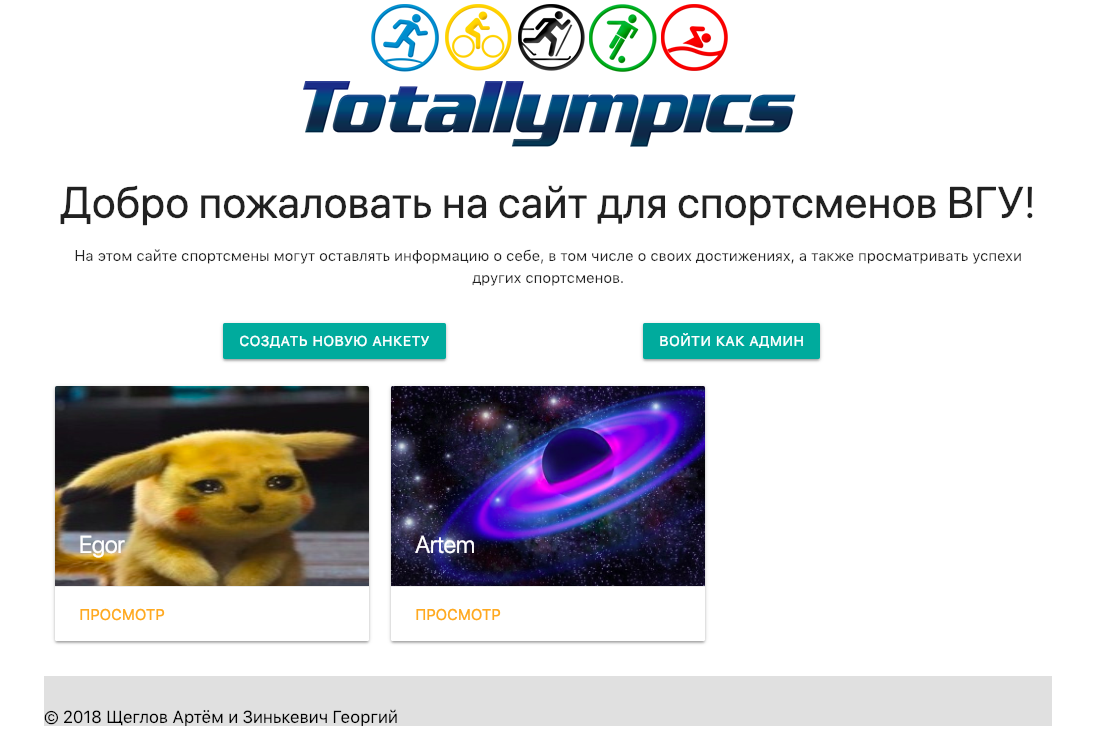 Totallympics
Добро пожаловать на сайт для спортсменов ВГУ!
На этом сайте спортсмены могут оставлять информацию о себе, в том числе о своих достижениях, а также просматривать успехи
других спортсменов.
СОЗДАТЬ НОВУЮ АНКЕТУ
ВОЙТИ КАК АДМИН
Egor
Artem
ПРОСМОТР
ПРОСМОТР
© 2018 Щеглов Артём и Зинькевич Георгий